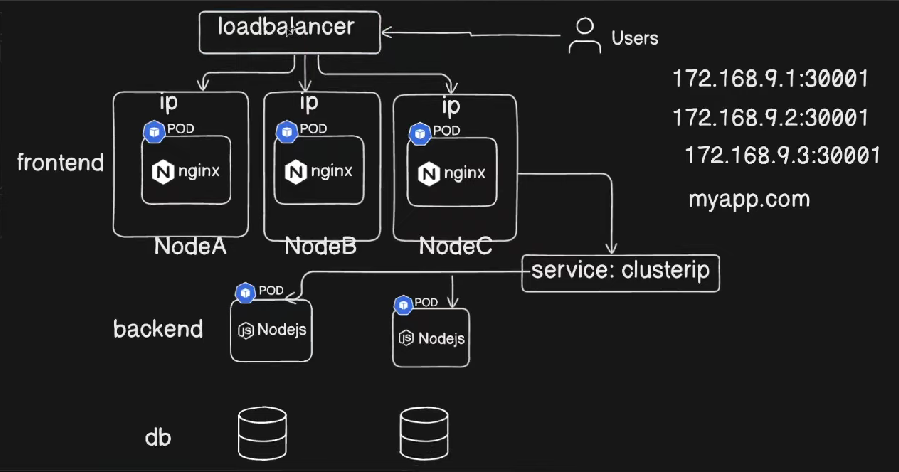 loadbalancer
Users
172.168.9.1:30001
172.168.9.2:30001
172.168.9.3:30001
myapp.com
ip
ip
ip
POD
POD
POD
frontend
nginx
nginx
nginx
NodeA
NodeB
NodeC
service: clusterip
POD
POD
backend
JS Nodejs
JS Nodejs
db